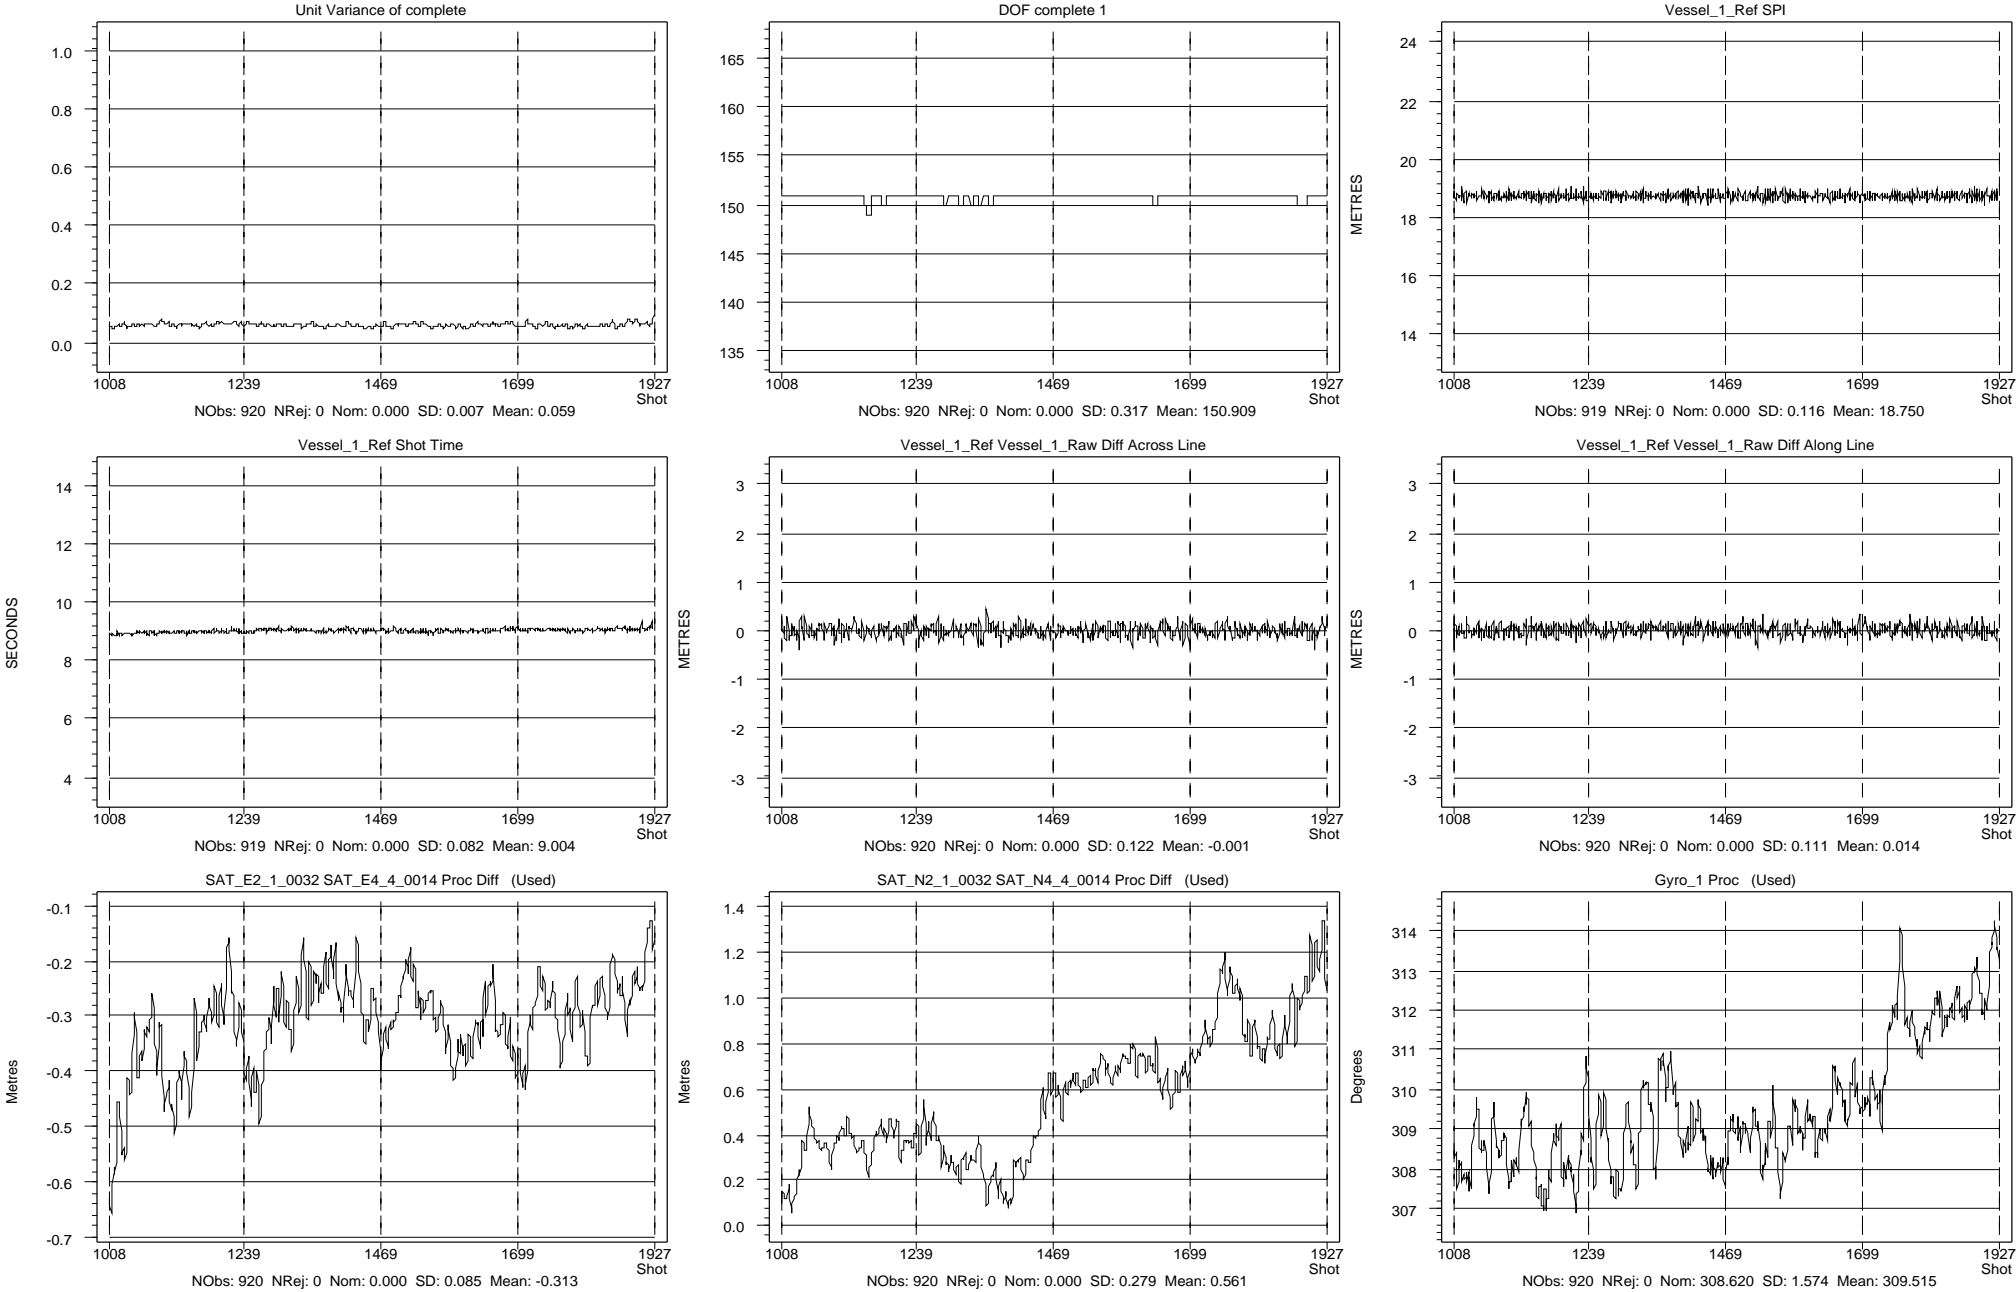 Unit Variance of complete
1.0
0.8
0.6
0.4
0.2
0.0
1008 1239 1469 1699 1927
Shot
NObs: 920 NRej: 0 Nom: 0.000 SD: 0.007 Mean: 0.059
DOF complete 1
165
160
155
150
145
140
135
1008 1239 1469 1699 1927
NObs: 920 NRej: 0 Nom: 0.000 SD: 0.317 Mean: 150.909
Vessel_1_Ref SPI
METRES
24
22
20
18
16
14
1008 1239 1469 1699 1927
Shot
NObs: 919 NRej: 0 Nom: 0.000 SD: 0.116 Mean: 18.750
Vessel_1_Ref Shot Time
SECONDS
14
12
10
8
6
4
1008 1239 1469 1699 1927
Shot
NObs: 919 NRej: 0 Nom: 0.000 SD: 0.082 Mean: 9.004
Vessel_1_Ref Vessel_1_Raw Diff Across Line
METRES
3
2
1
0
-1
-2
-3
1008 1239 1469 1699 1927
Shot
NObs: 920 NRej: 0 Nom: 0.000 SD: 0.122 Mean: -0.001
Vessel_1_Ref Vessel_1_Raw Diff Along Line
METRES
3
2
1
0
-1
-2
-3
1008 1239 1469 1699 1927
Shot
NObs: 920 NRej: 0 Nom: 0.000 SD: 0.111 Mean: 0.014
SAT_E2_1_0032 SAT_E4_4_0014 Proc Diff (Used)
Metres
-0.1
-0.2
-0.3
-0.4
-0.5
-0.6
-0.7
1008 1239 1469 1699 1927
Shot
NObs: 920 NRej: 0 Nom: 0.000 SD: 0.085 Mean: -0.313
SAT_N2_1_0032 SAT_N4_4_0014 Proc Diff (Used)
Metres
1.4
1.2
1.0
0.8
0.6
0.4
0.2
0.0
1008 1239 1469 1699 1927
Shot
NObs: 920 NRej: 0 Nom: 0.000 SD: 0.279 Mean: 0.561
Gyro_1 Proc (Used)
Degrees
314
313
312
311
310
309
308
307
1008 1239 1469 1699 1927
Shot
NObs: 920 NRej: 0 Nom: 308.620 SD: 1.574 Mean: 309.515